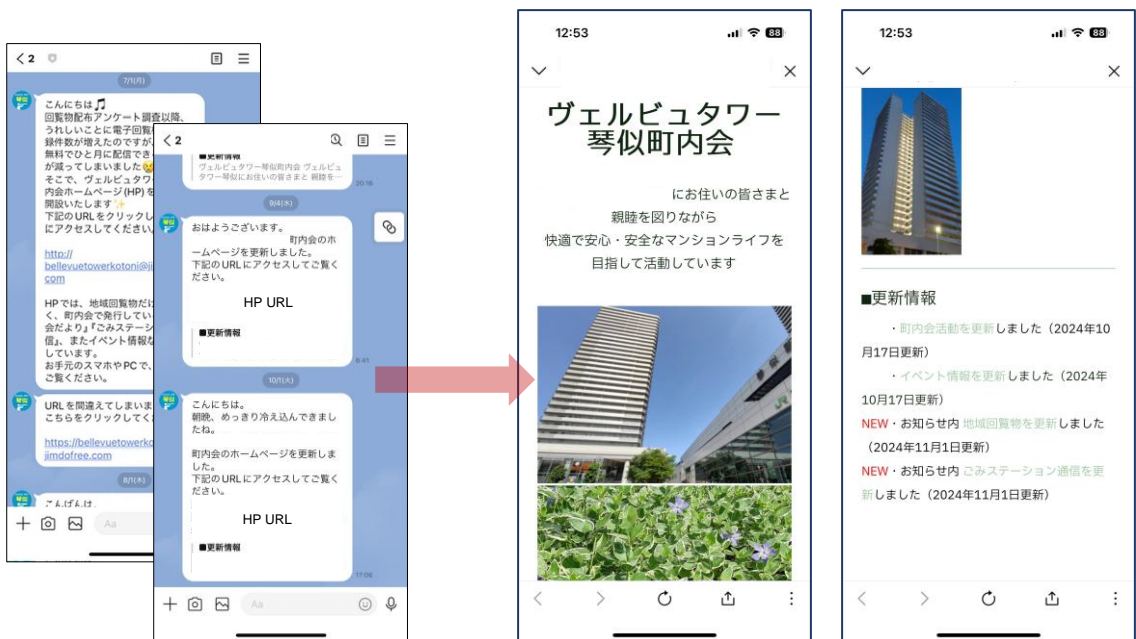 < 2
7/1(月)
こんにちは🎵
回覧物配布アンケート調査以降、
うれしいことに電子回覧
録件数が増えたのですが
無料でひと月に配信でき
が減ってしまいました😢
そこで、ヴェルビュタワ
内会ホームページ(HP)を
開設いたします✨
下記のURLをクリックし
にアクセスしてください
http://
bellevuetowerkotoni@ji
com
HPでは、地域回覧物だけ
く、町内会で発行してい
会だより』『ごみステーシ
信』、またイベント情報な
しています。
お手元のスマホやPCで、
ご覧ください。
URLを間違えてしまいま
こちらをクリックしてく
https://bellevuetowerko
jimdofree.com
8/1(木)
こんばんは。
Aa
< 2
■更新情報
ヴェルビュタワー琴似町内会 ヴェルビュ
タワー琴似にお住いの皆さまと 親睦を…
20:16
9/4(水)
おはようございます。
町内会のホ
ームページを更新しました。
下記のURLにアクセスしてご覧く
ださい。
HP URL
■更新情報
8:41
10/1(火)
こんにちは。
朝晩、めっきり冷え込んできまし
たね。
町内会のホームページを更新しま
した。
下記のURLにアクセスしてご覧く
ださい。
HP URL
■更新情報
17:06
Aa
12:53
88
ヴェルビュタワー
琴似町内会
にお住いの皆さまと
親睦を図りながら
快適で安心・安全なマンションライフを
目指して活動しています
JR
12:53
88
■更新情報
・町内会活動を更新しました（2024年10
月17日更新）
・イベント情報を更新しました（2024年
10月17日更新）
NEW・お知らせ内 地域回覧物を更新しました
（2024年11月1日更新）
NEW・お知らせ内 ごみステーション通信を更
新しました（2024年11月1日更新）